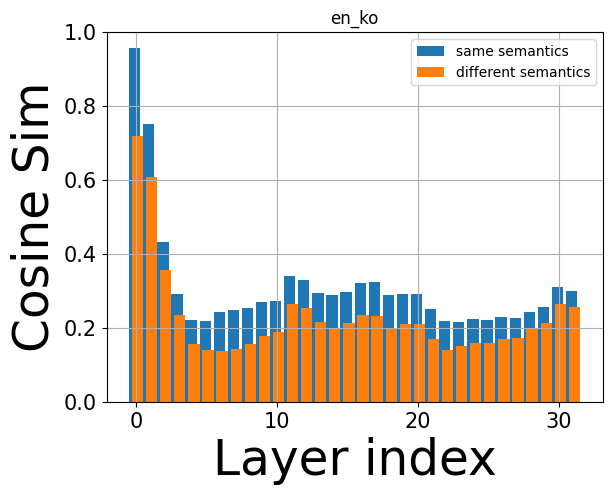 en_ko
same semantics
different semantics
Cosine Sim
1.0
0.8
0.6
0.4
0.2
0.0
0 10 20 30
Layer index